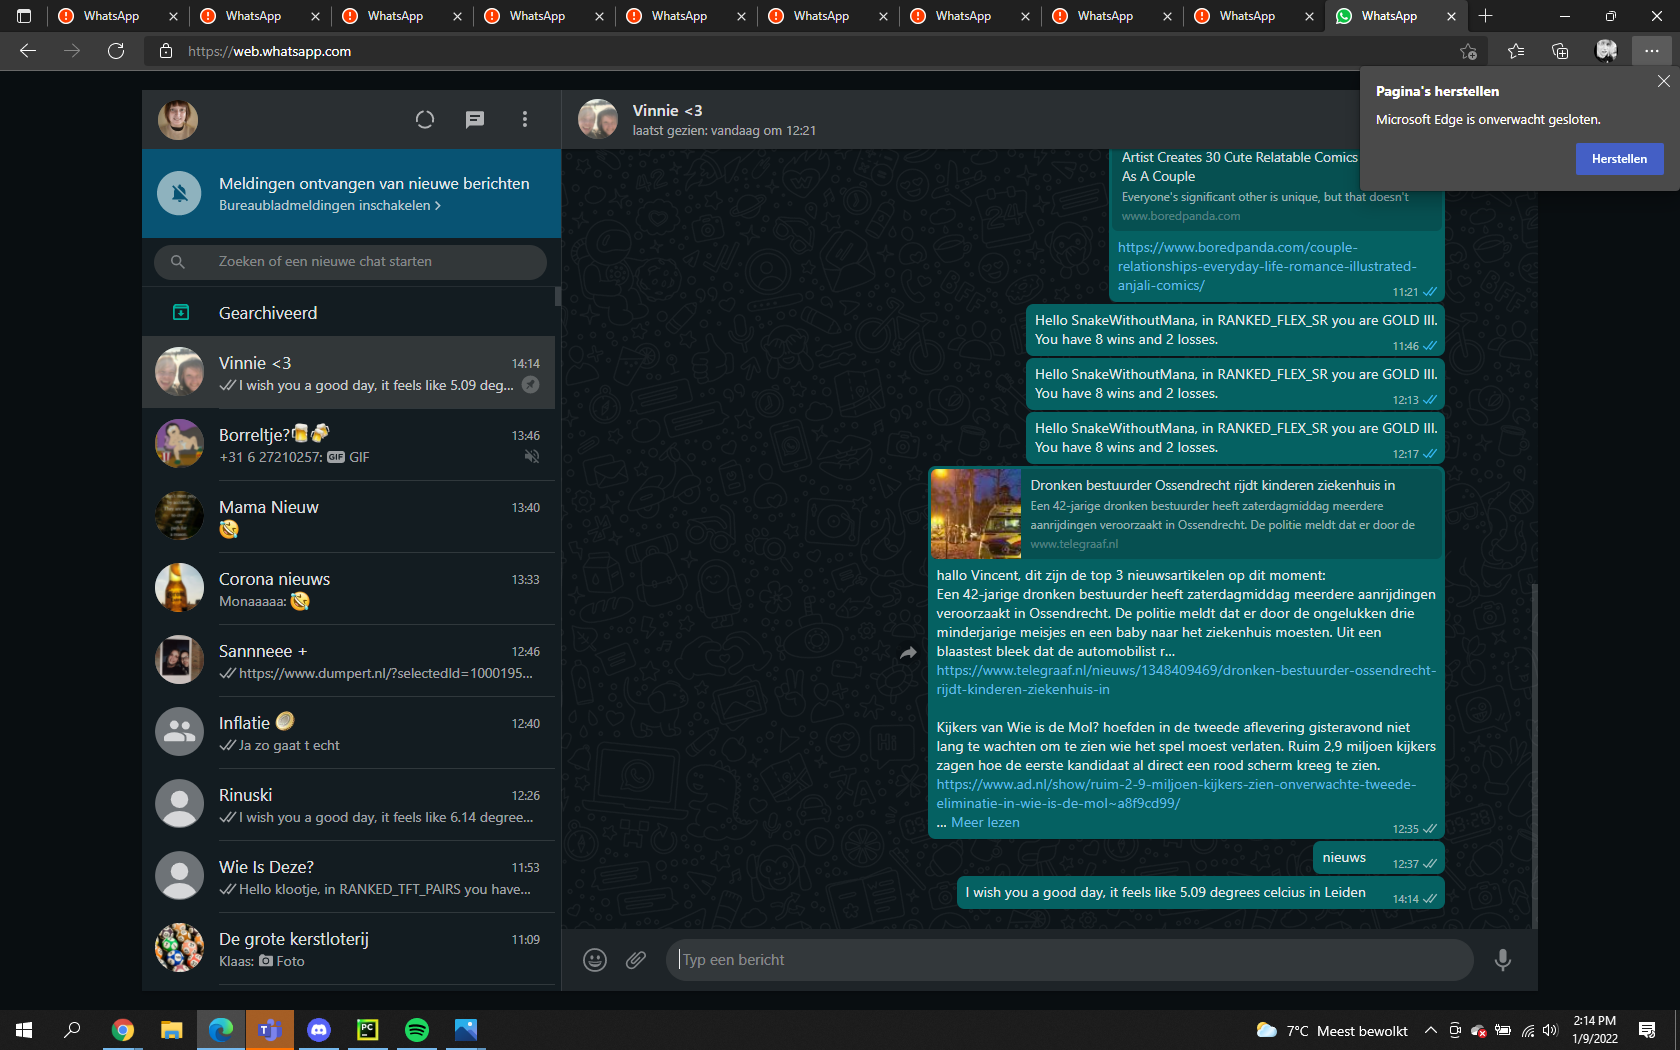 WhatsApp
WhatsApp
WhatsApp
WhatsApp
WhatsApp
WhatsApp
WhatsApp
WhatsApp
WhatsApp
WhatsApp
https://web.whatsapp.com
Pagina's herstellen
Microsoft Edge is onverwacht gesloten.
Herstellen
Meldingen ontvangen van nieuwe berichten
Bureaubladmeldingen inschakelen >
Zoeken of een nieuwe chat starten
Gearchiveerd
Vinnie <3
14:14
I wish you a good day, it feels like 5.09 deg...
Borreltje?🍺🍻
13:46
+31 6 27210257: GIF GIF
Mama Nieuw
13:40
🤣
Corona nieuws
13:33
Monaaaaa: 🤣
Sannneee +
12:46
https://www.dumpert.nl/?selectedId=1000195...
Inflatie 🪙
12:40
Ja zo gaat t echt
Rinuski
12:26
I wish you a good day, it feels like 6.14 degree...
Wie Is Deze?
11:53
Hello klootje, in RANKED_TFT_PAIRS you have...
De grote kerstloterij
11:09
Klaas: Foto
Vinnie <3
laatst gezien: vandaag om 12:21
Artist Creates 30 Cute Relatable Comics
As A Couple
Everyone's significant other is unique, but that doesn't
www.boredpanda.com
https://www.boredpanda.com/couple-
relationships-everyday-life-romance-illustrated-
anjali-comics/
11:21
Hello SnakeWithoutMana, in RANKED_FLEX_SR you are GOLD III.
You have 8 wins and 2 losses.
11:46
Hello SnakeWithoutMana, in RANKED_FLEX_SR you are GOLD III.
You have 8 wins and 2 losses.
12:13
Hello SnakeWithoutMana, in RANKED_FLEX_SR you are GOLD III.
You have 8 wins and 2 losses.
12:17
Dronken bestuurder Ossendrecht rijdt kinderen ziekenhuis in
Een 42-jarige dronken bestuurder heeft zaterdagmiddag meerdere
aanrijdingen veroorzaakt in Ossendrecht. De politie meldt dat er door de
www.telegraaf.nl
hallo Vincent, dit zijn de top 3 nieuwsartikelen op dit moment:
Een 42-jarige dronken bestuurder heeft zaterdagmiddag meerdere aanrijdingen
veroorzaakt in Ossendrecht. De politie meldt dat er door de ongelukken drie
minderjarige meisjes en een baby naar het ziekenhuis moesten. Uit een
blaastest bleek dat de automobilist r...
https://www.telegraaf.nl/nieuws/1348409469/dronken-bestuurder-ossendrecht-
rijdt-kinderen-ziekenhuis-in
Kijkers van Wie is de Mol? hoefden in de tweede aflevering gisteravond niet
lang te wachten om te zien wie het spel moest verlaten. Ruim 2,9 miljoen kijkers
zagen hoe de eerste kandidaat al direct een rood scherm kreeg te zien.
https://www.ad.nl/show/ruim-2-9-miljoen-kijkers-zien-onverwachte-tweede-
eliminatie-in-wie-is-de-mol~a8f9cd99/
... Meer lezen
12:35
nieuws
12:37
I wish you a good day, it feels like 5.09 degrees celcius in Leiden
14:14
Typ een bericht
7°C Meest bewolkt
2:14 PM
1/9/2022